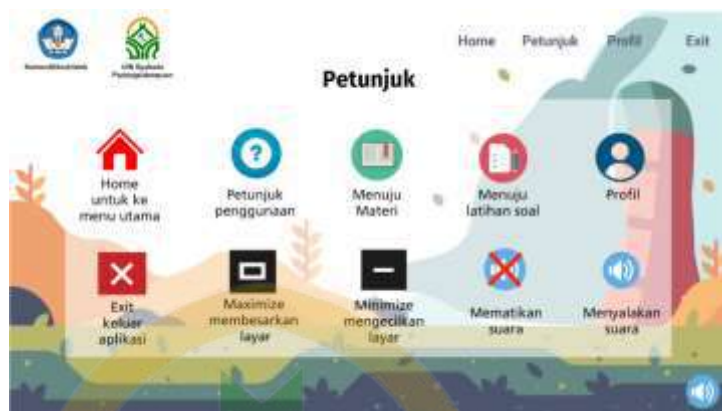 Home Petunjuk Profil Exit
Petunjuk
Home
untuk ke
menu utama
Petunjuk
penggunaan
Menuju
Materi
Menuju
latihan soal
Profil
Exit
keluar
aplikasi
Maximize
membesarkan
layar
Minimize
mengecilkan
layar
Mematikan
suara
Menyalakan
suara